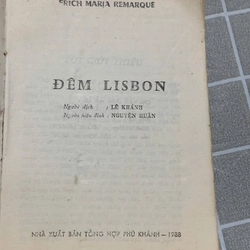 ERICH MARIA REMARQUE
ĐÊM LISBON
Người dịch : LÊ KHÁNH
Người hiệu đính : NGUYỄN HUÂN
NHÀ XUẤT BẢN TỔNG HỢP PHÚ KHÁNH — 1988